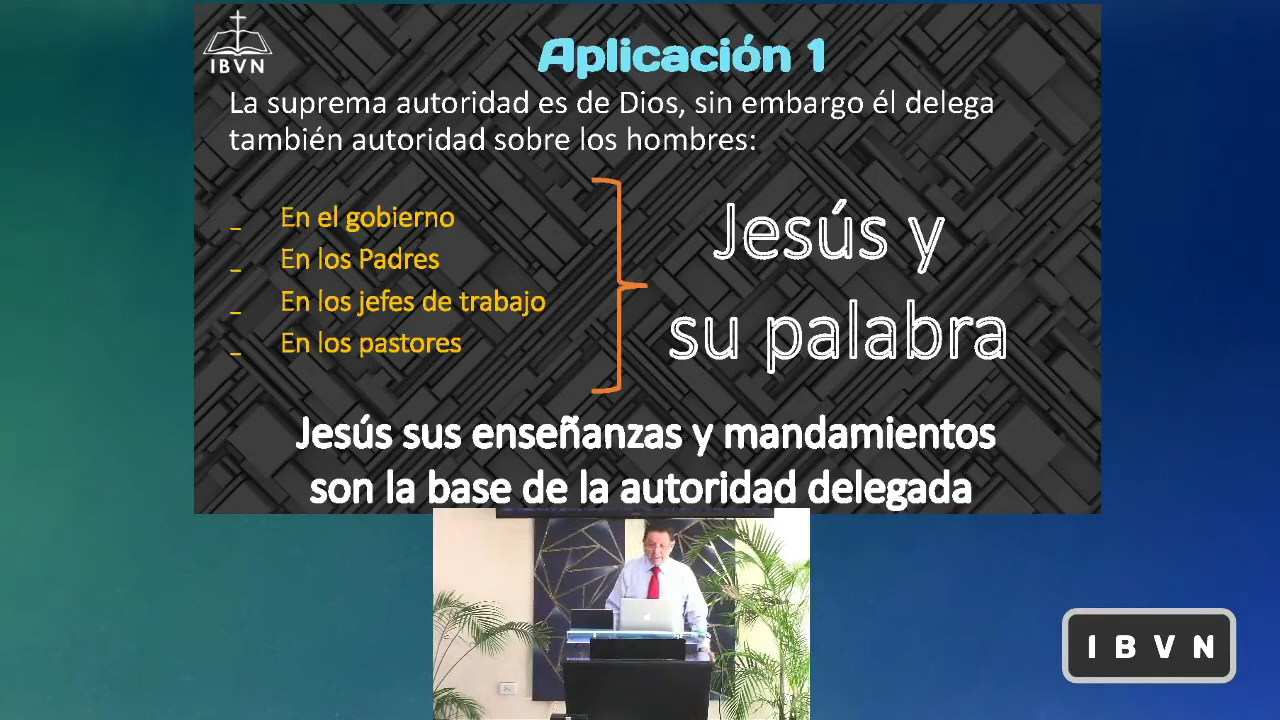 IBVN
Aplicación 1
La suprema autoridad es de Dios, sin embargo él delega
también autoridad sobre los hombres:
_ En el gobierno
_ En los Padres
_ En los jefes de trabajo
_ En los pastores
Jesús y
su palabra
Jesús sus enseñanzas y mandamientos
son la base de la autoridad delegada
I B V N